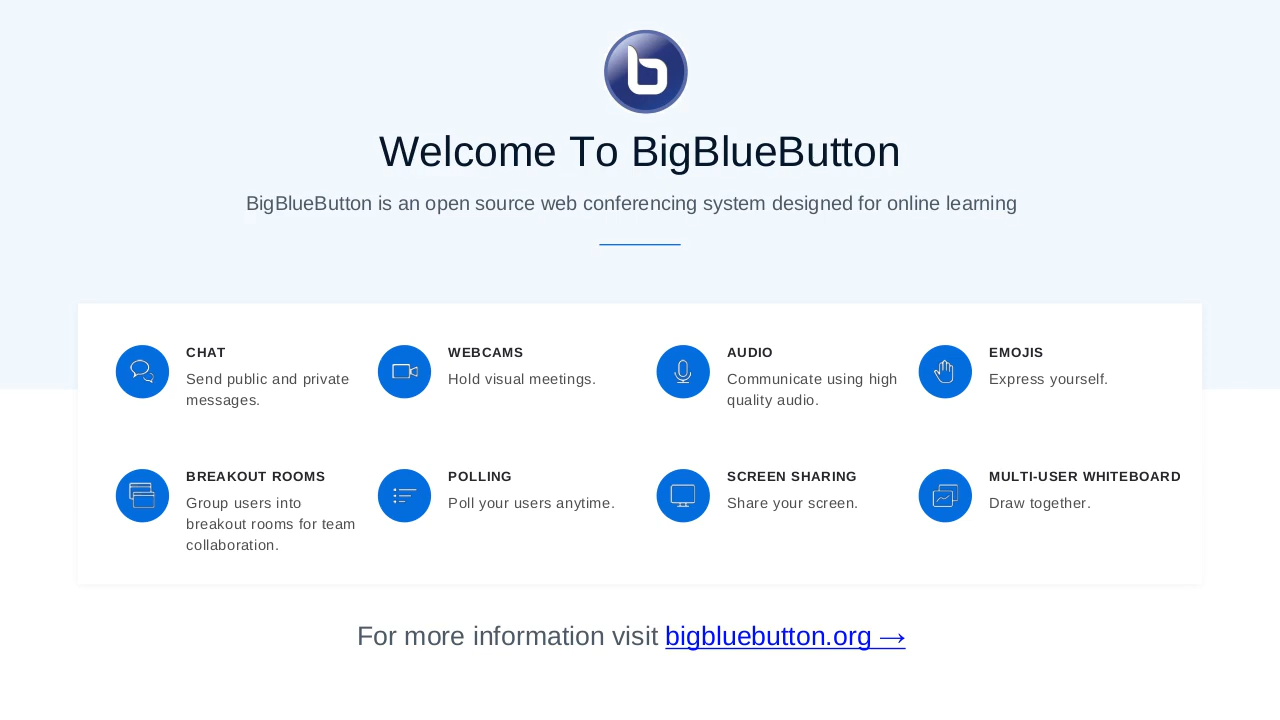 Welcome To BigBlueButton
BigBlueButton is an open source web conferencing system designed for online learning
CHAT
Send public and private
messages.
WEBCAMS
Hold visual meetings.
AUDIO
Communicate using high
quality audio.
EMOJIS
Express yourself.
BREAKOUT ROOMS
Group users into
breakout rooms for team
collaboration.
POLLING
Poll your users anytime.
SCREEN SHARING
Share your screen.
MULTI-USER WHITEBOARD
Draw together.
For more information visit bigbluebutton.org →